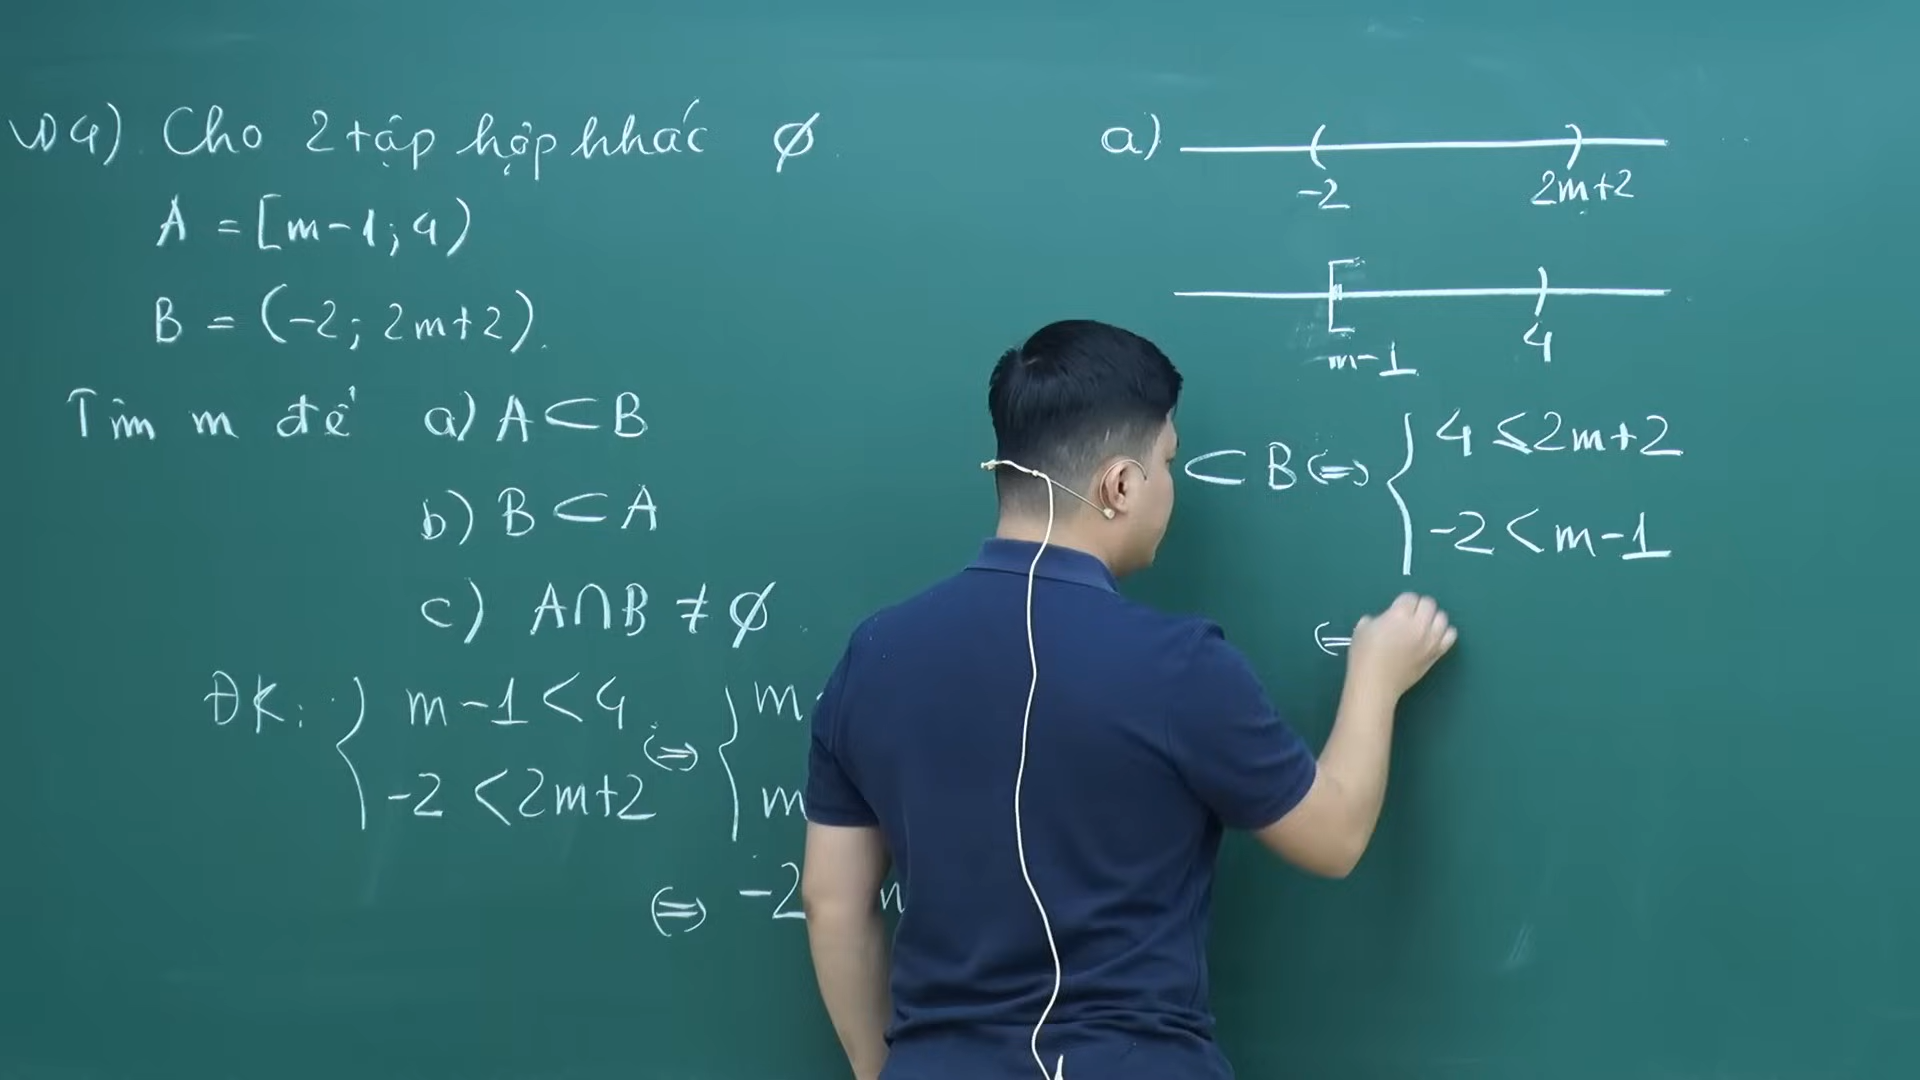 VD4) Cho 2 tập hợp khác ∅
A = [m-1; 4)
B = (-2; 2m+2).
Tìm m để a) A ⊂ B
b) B ⊂ A
c) A ∩ B ≠ ∅
ĐK: { m-1 < 4 ⇔ { m
-2 < 2m+2 m
⇔ -2
a)
-2 2m+2
m-1 4
⊂ B ⇔ { 4 ≤ 2m+2
-2 < m-1